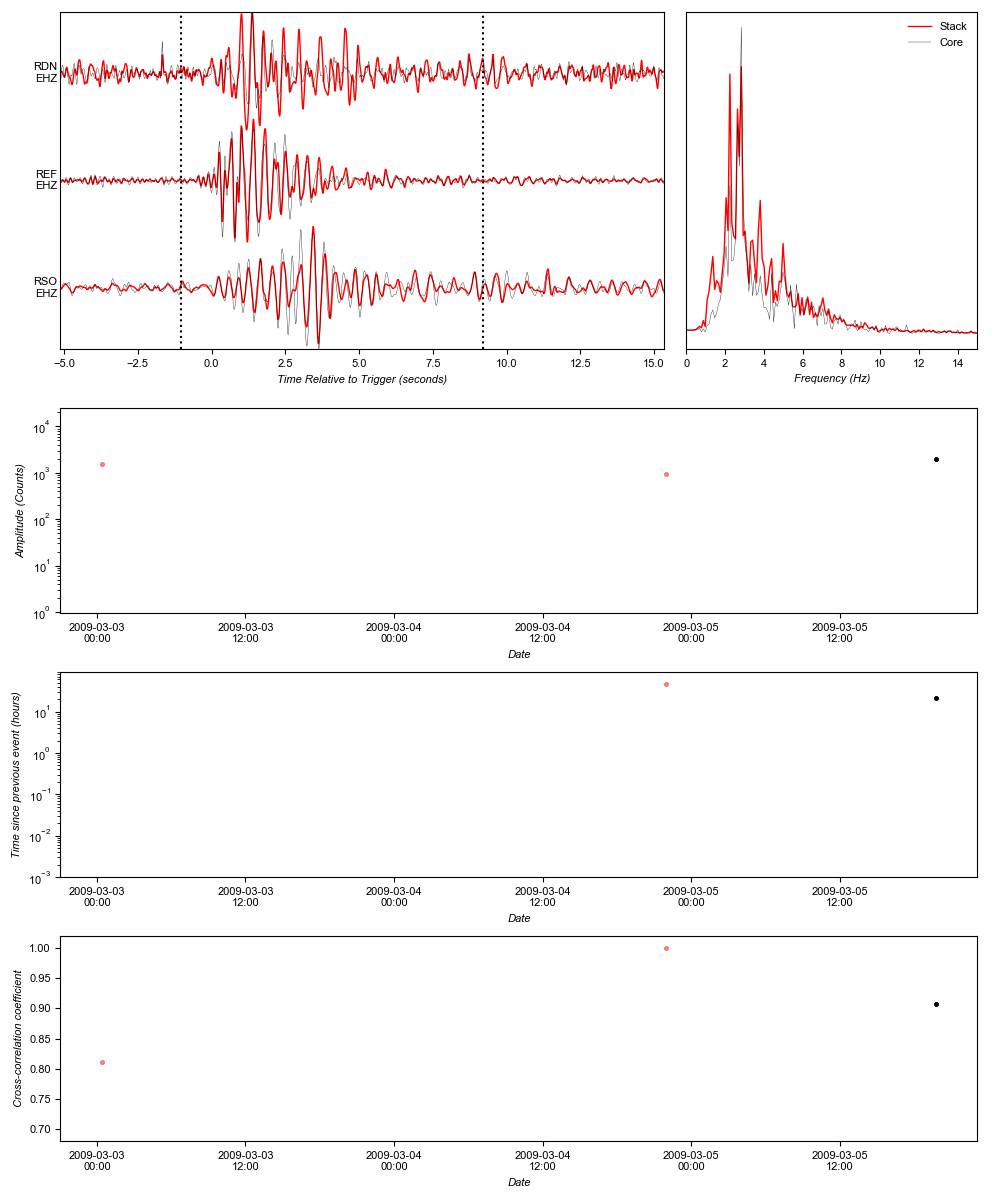 RDN
EHZ
REF
EHZ
RSO
EHZ
−5.0 −2.5 0.0 2.5 5.0 7.5 10.0 12.5 15.0
Time Relative to Trigger (seconds)
Stack
Core
0 2 4 6 8 10 12 14
Frequency (Hz)
Amplitude (Counts)
10⁴
10³
10²
10¹
10⁰
2009-03-03 2009-03-03 2009-03-04 2009-03-04 2009-03-05 2009-03-05
00:00 12:00 00:00 12:00 00:00 12:00
Date
Time since previous event (hours)
10¹
10⁰
10⁻¹
10⁻²
10⁻³
2009-03-03 2009-03-03 2009-03-04 2009-03-04 2009-03-05 2009-03-05
00:00 12:00 00:00 12:00 00:00 12:00
Date
Cross-correlation coefficient
1.00
0.95
0.90
0.85
0.80
0.75
0.70
2009-03-03 2009-03-03 2009-03-04 2009-03-04 2009-03-05 2009-03-05
00:00 12:00 00:00 12:00 00:00 12:00
Date